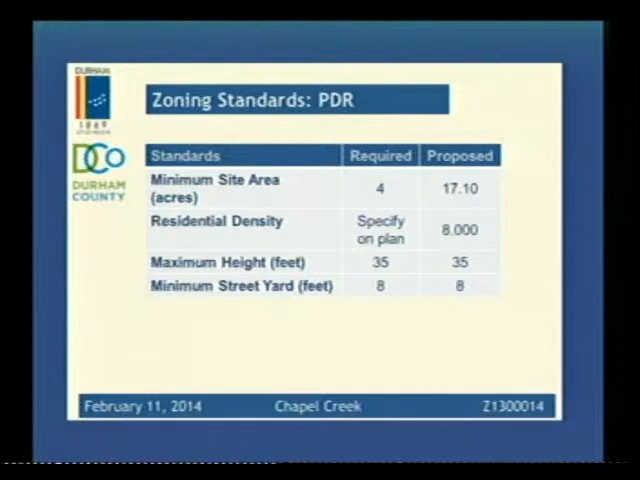 DURHAM
1869
DCO
DURHAM
COUNTY
Zoning Standards: PDR
Standards Required Proposed
Minimum Site Area
(acres) 4 17.10
Residential Density Specify
on plan 8.000
Maximum Height (feet) 35 35
Minimum Street Yard (feet) 8 8
February 11, 2014 Chapel Creek Z1300014